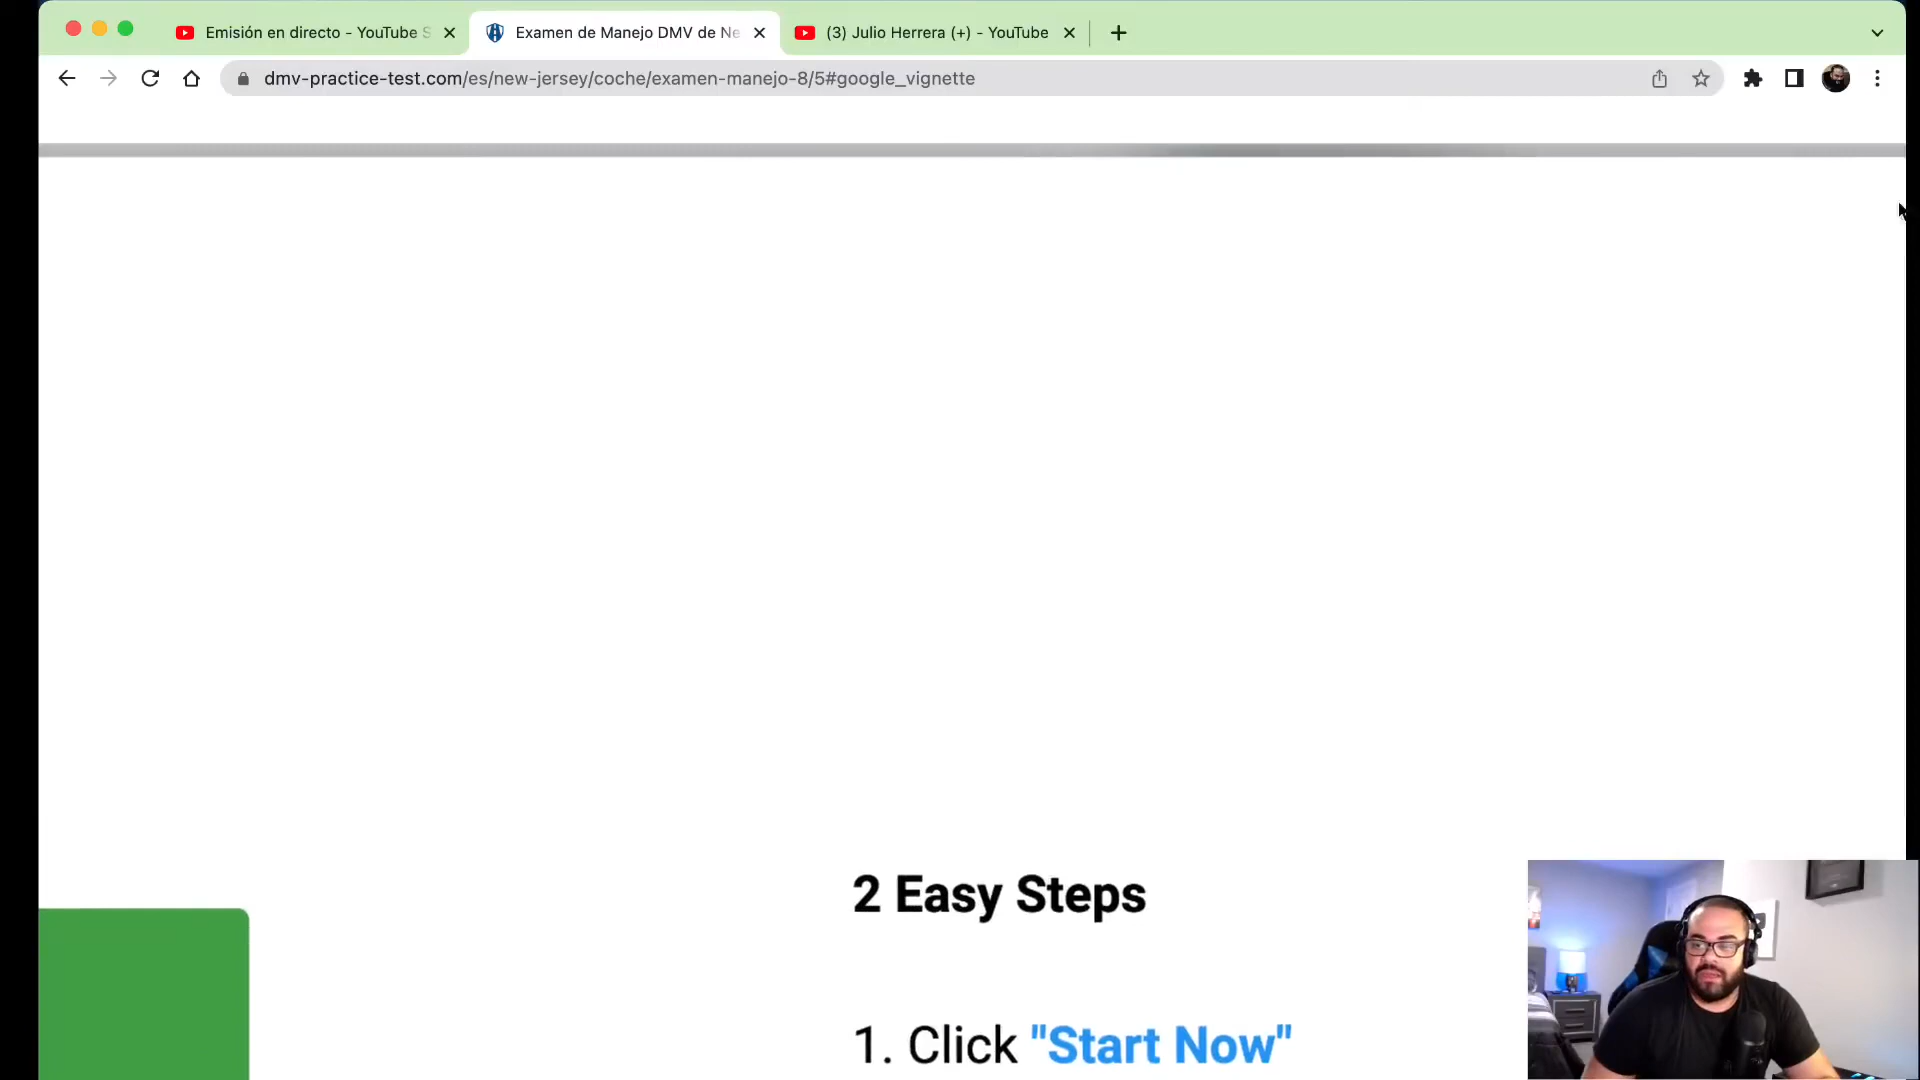 Emisión en directo - YouTube S
Examen de Manejo DMV de Ne
(3) Julio Herrera (+) - YouTube
dmv-practice-test.com/es/new-jersey/coche/examen-manejo-8/5#google_vignette
2 Easy Steps
1. Click "Start Now"